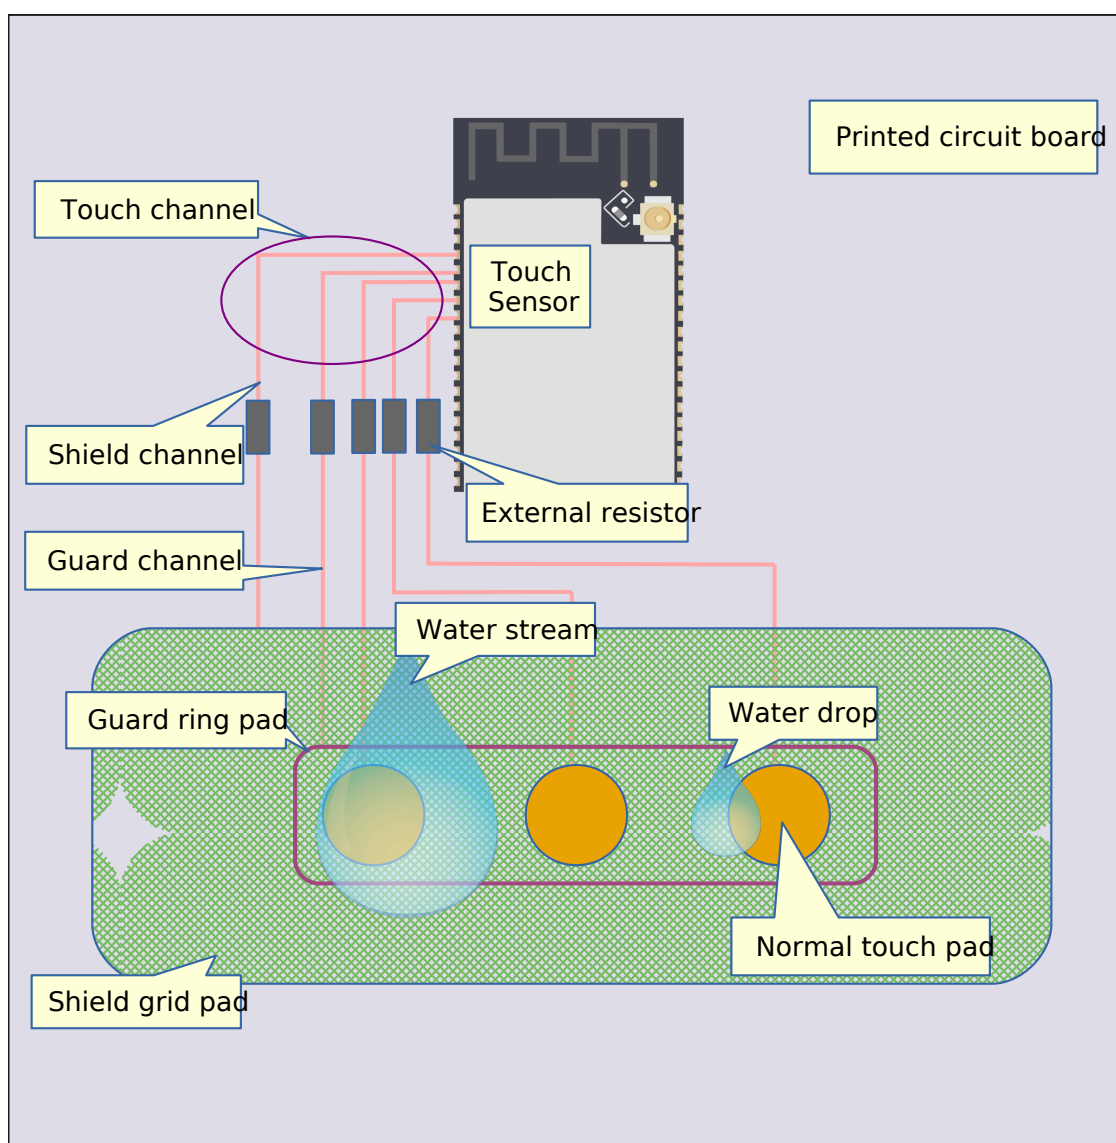 Printed circuit board
Touch channel
Touch
Sensor
Shield channel
External resistor
Guard channel
Water stream
Guard ring pad
Water drop
Normal touch pad
Shield grid pad